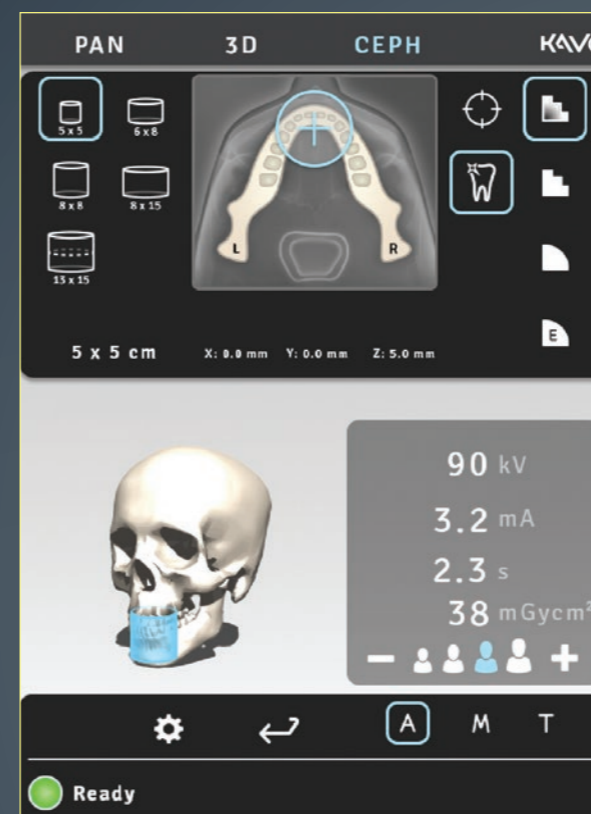 PAN 3D CEPH
5x5 6x8
8x8 8x15
13x15
L R
E
5 x 5 cm X: 0.0 mm Y: 0.0 mm Z: 5.0 mm
90 kV
3.2 mA
2.3 s
38 mGycm²
A M T
Ready